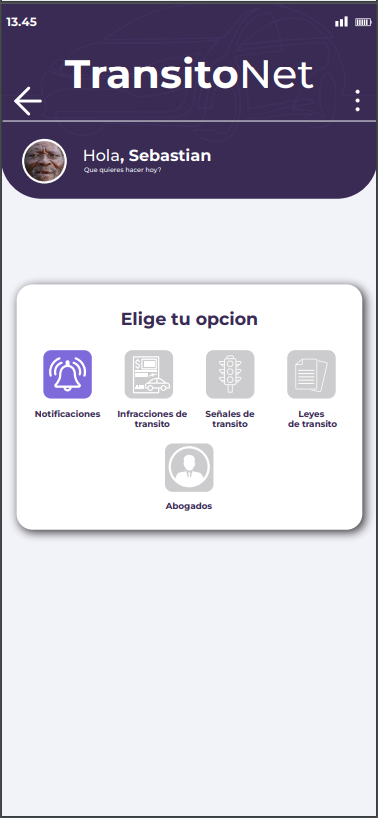 13.45
TransitoNet
Hola, Sebastian
Que quieres hacer hoy?
Elige tu opcion
Notificaciones
Infracciones de
transito
Señales de
transito
Leyes
de transito
Abogados